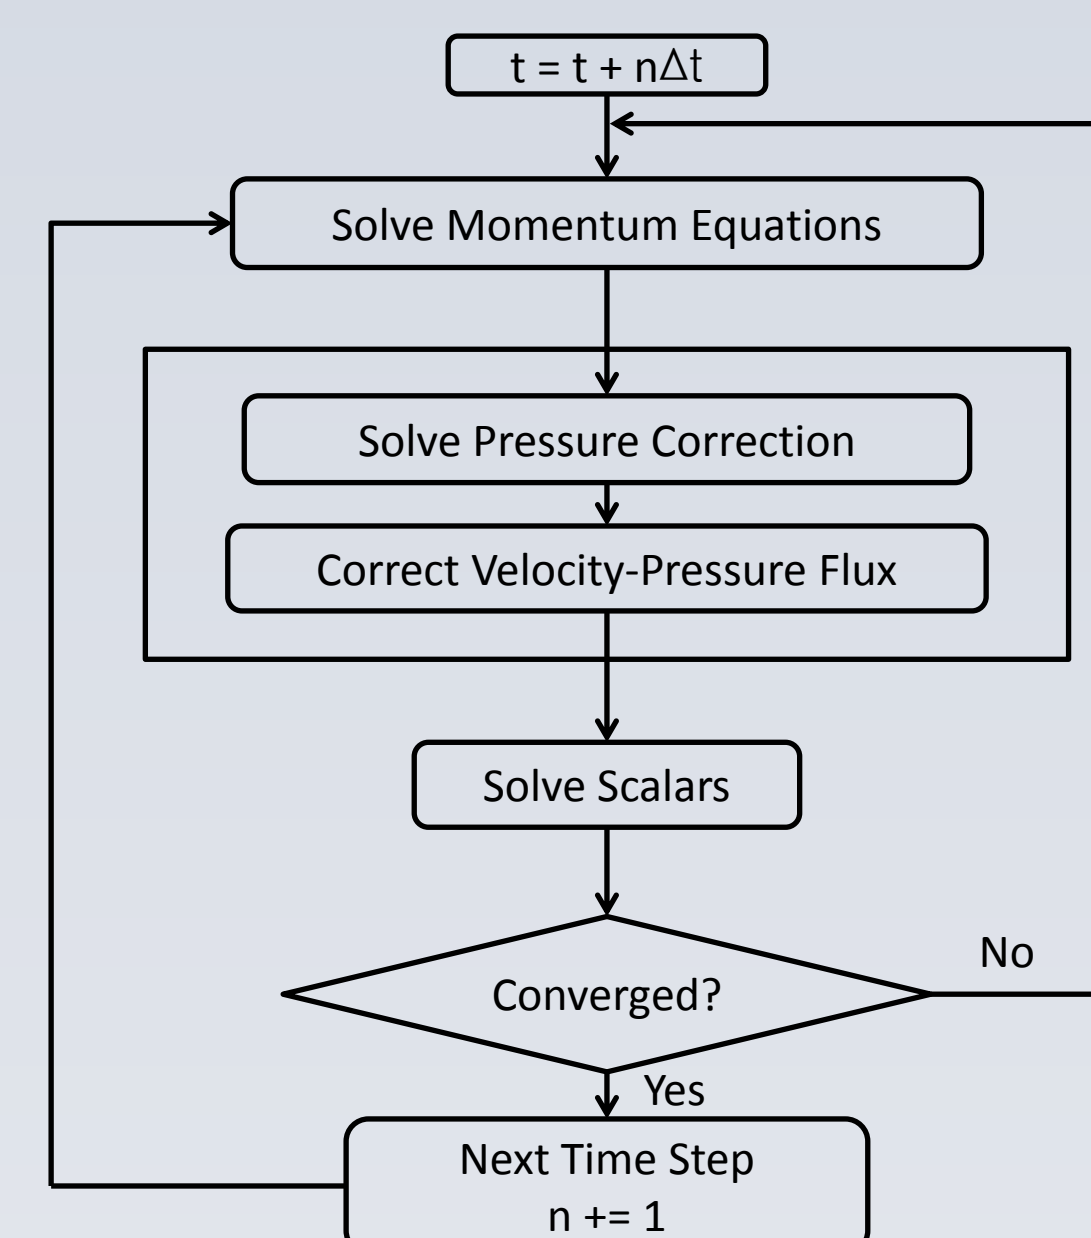 t = t + nΔt
Solve Momentum Equations
Solve Pressure Correction
Correct Velocity-Pressure Flux
Solve Scalars
Converged?
No
Yes
Next Time Step
n += 1